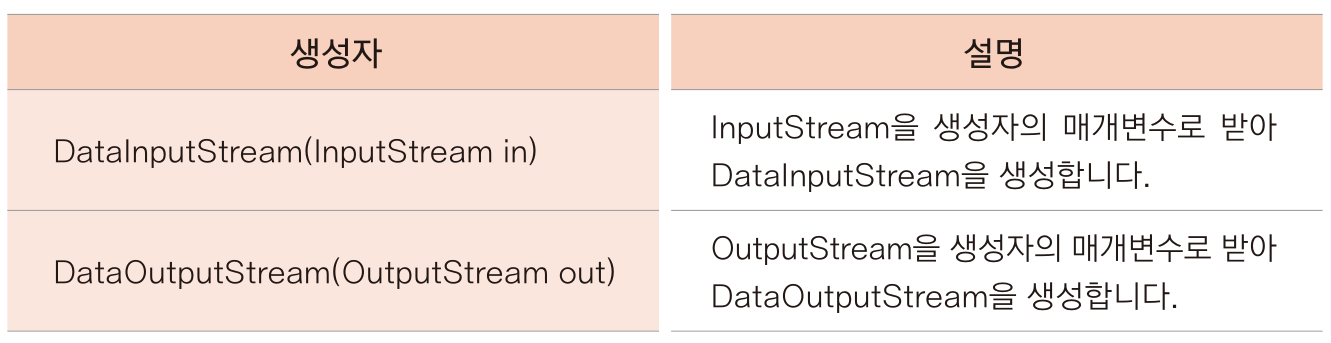 생성자
설명
DataInputStream(InputStream in)
InputStream을 생성자의 매개변수로 받아
DataInputStream을 생성합니다.
DataOutputStream(OutputStream out)
OutputStream을 생성자의 매개변수로 받아
DataOutputStream을 생성합니다.